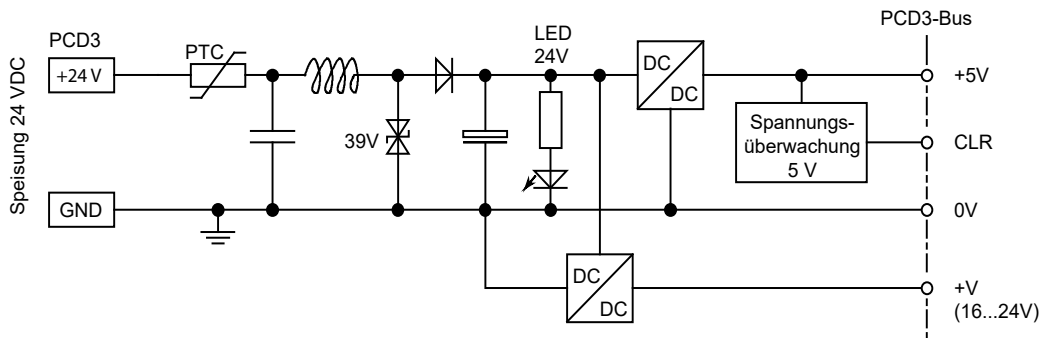 PCD3-Bus
LED
24V
PCD3
PTC
+24 V
DC
DC
+5V
Speisung 24 VDC
39V
Spannungs-
überwachung
5 V
CLR
GND
0V
DC
DC
+V
(16...24V)